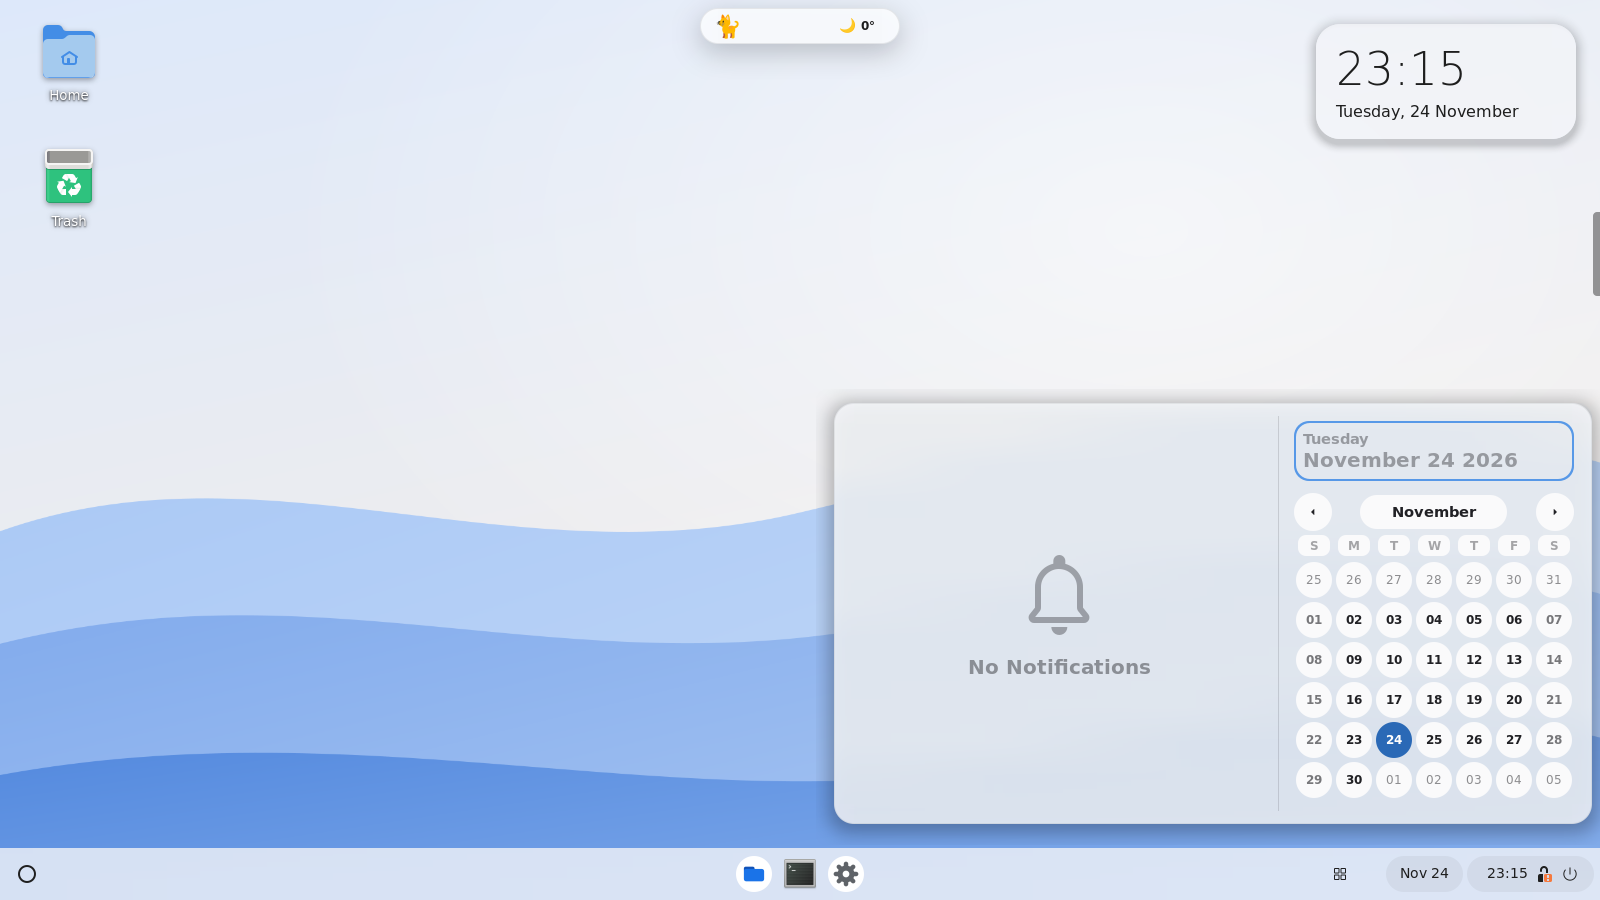 Home
Trash
0°
23:15
Tuesday, 24 November
No Notifications
Tuesday
November 24 2026
November
S M T W T F S
25 26 27 28 29 30 31
01 02 03 04 05 06 07
08 09 10 11 12 13 14
15 16 17 18 19 20 21
22 23 24 25 26 27 28
29 30 01 02 03 04 05
Nov 24
23:15